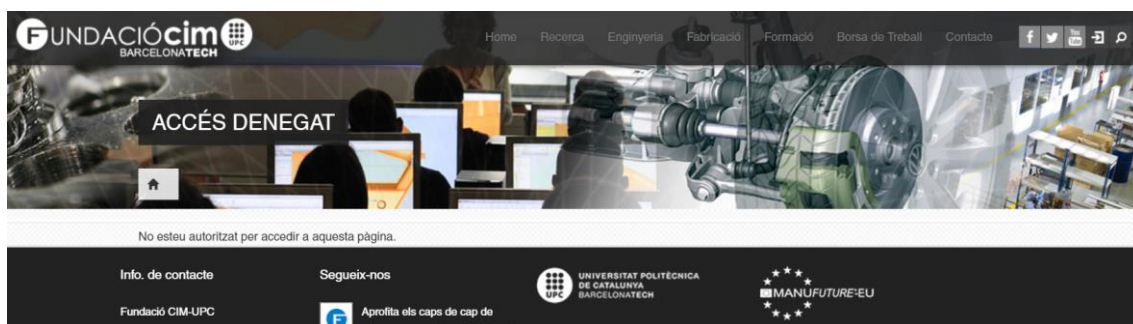 FUNDACIÓcim UPC
BARCELONATECH
Home Recerca Enginyeria Fabricació Formació Borsa de Treball Contacte
ACCÉS DENEGAT
No esteu autoritzat per accedir a aquesta pàgina.
Info. de contacte
Fundació CIM-UPC
Segueix-nos
Aprofita els caps de cap de
UPC
UNIVERSITAT POLITÈCNICA
DE CATALUNYA
BARCELONATECH
MANUFUTURE-EU